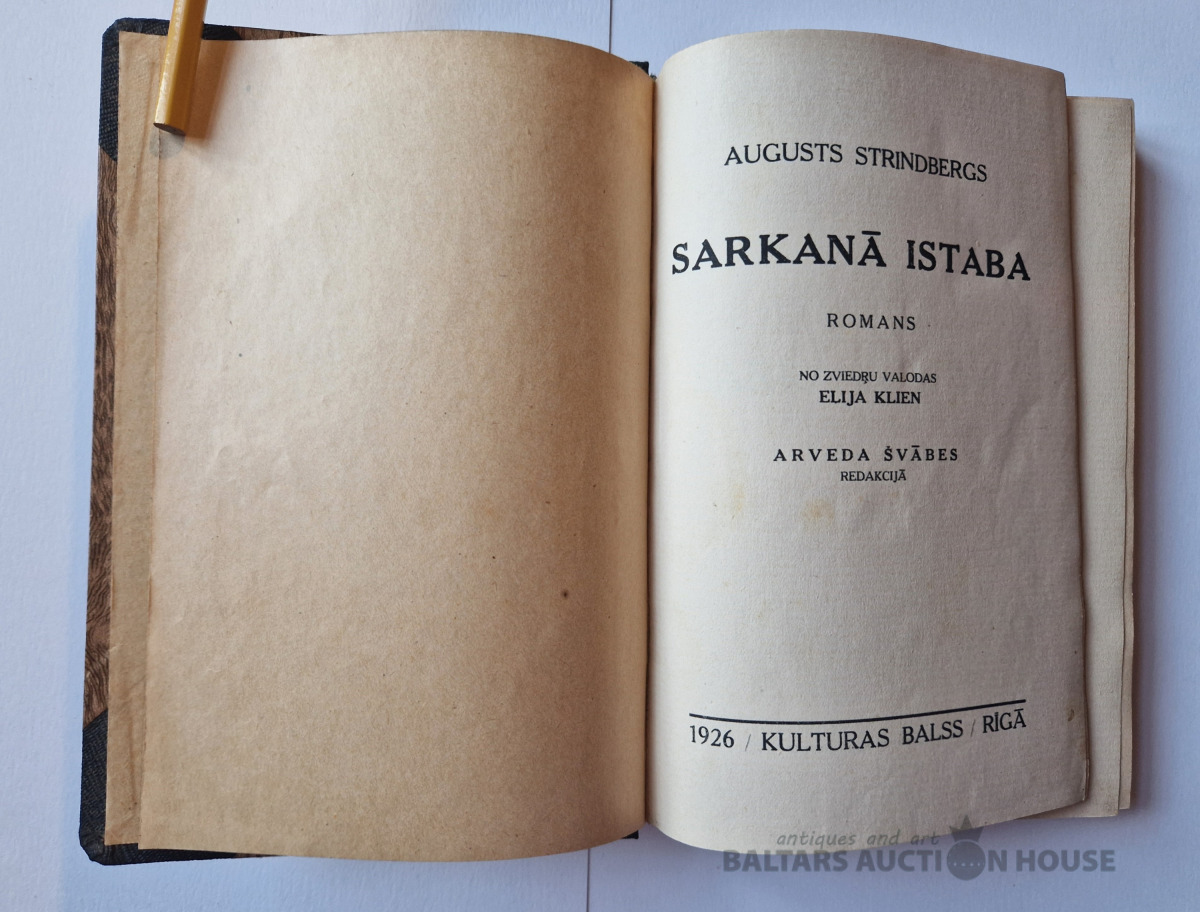 AUGUSTS STRINDBERGS
SARKANĀ ISTABA
ROMANS
NO ZVIEDŖU VALODAS
ELIJA KLIEN
ARVEDA ŠVĀBES
REDAKCIJĀ
1926 / KULTURAS BALSS / RĪGĀ
antiques and art
BALTARS AUCTION HOUSE